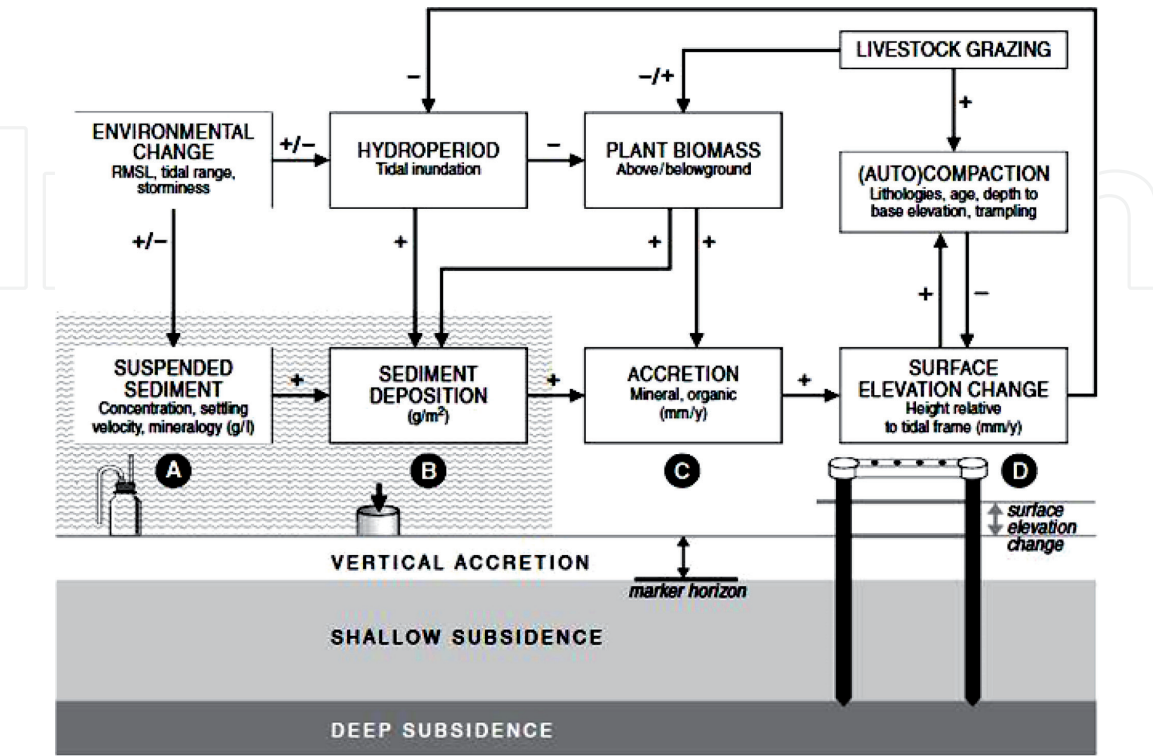 LIVESTOCK GRAZING
−
−/+
+
ENVIRONMENTAL
CHANGE
RMSL, tidal range,
storminess
+/−
HYDROPERIOD
Tidal inundation
−
PLANT BIOMASS
Above/belowground
(AUTO)COMPACTION
Lithologies, age, depth to
base elevation, trampling
+/−
+
+
+
+
−
SUSPENDED
SEDIMENT
Concentration, settling
velocity, mineralogy (g/l)
+
SEDIMENT
DEPOSITION
(g/m²)
+
ACCRETION
Mineral, organic
(mm/y)
+
SURFACE
ELEVATION CHANGE
Height relative
to tidal frame (mm/y)
A
B
C
D
surface
elevation
change
VERTICAL ACCRETION
marker horizon
SHALLOW SUBSIDENCE
DEEP SUBSIDENCE